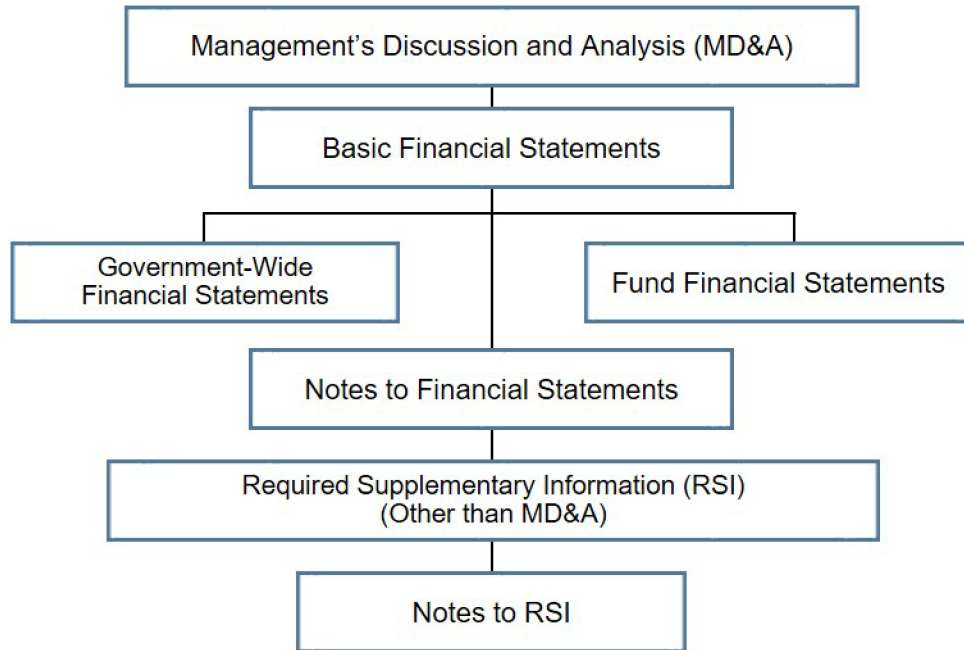 Management’s Discussion and Analysis (MD&A)
Basic Financial Statements
Government-Wide
Financial Statements
Fund Financial Statements
Notes to Financial Statements
Required Supplementary Information (RSI)
(Other than MD&A)
Notes to RSI